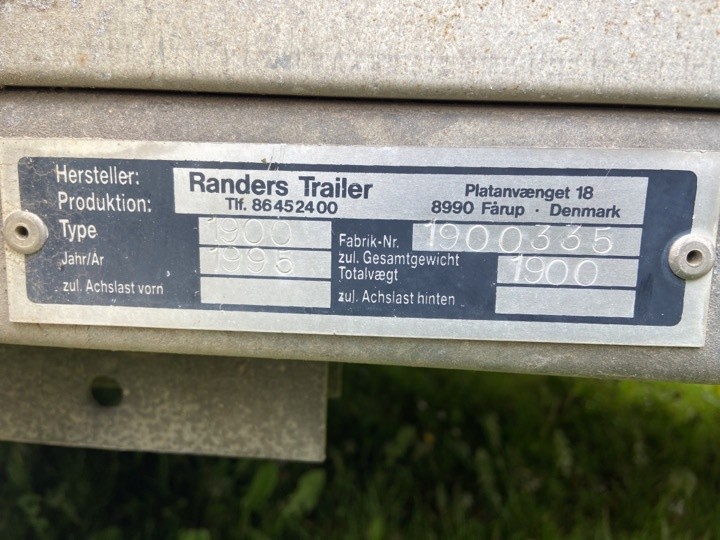 Hersteller: Randers Trailer Platanvænget 18
Produktion: Tlf. 86452400 8990 Fårup · Denmark
Type 1900 Fabrik-Nr. 1900335
Jahr/År 1995 zul. Gesamtgewicht
Totalvægt 1900
zul. Achslast vorn zul. Achslast hinten